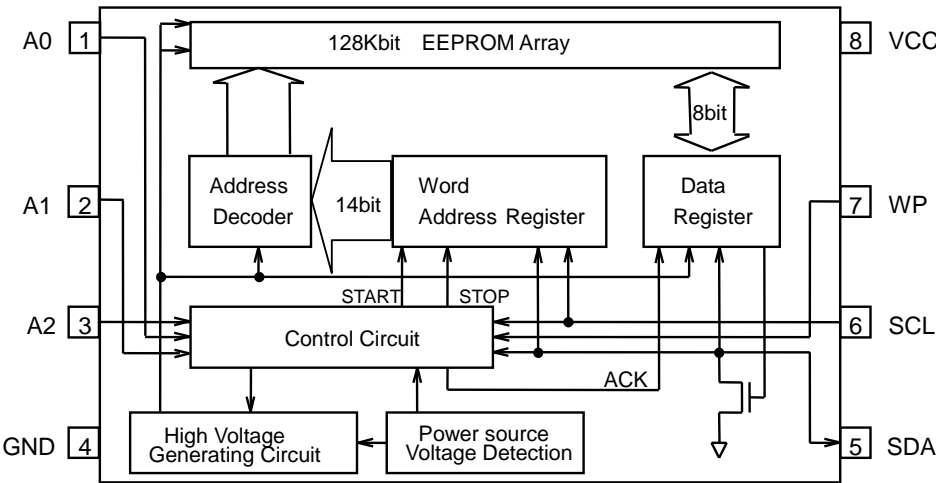 A0 1
128Kbit EEPROM Array
8 VCC
8bit
A1 2
Address
Decoder
14bit
Word
Address Register
Data
Register
7 WP
START STOP
A2 3
Control Circuit
6 SCL
ACK
GND 4
High Voltage
Generating Circuit
Power source
Voltage Detection
5 SDA